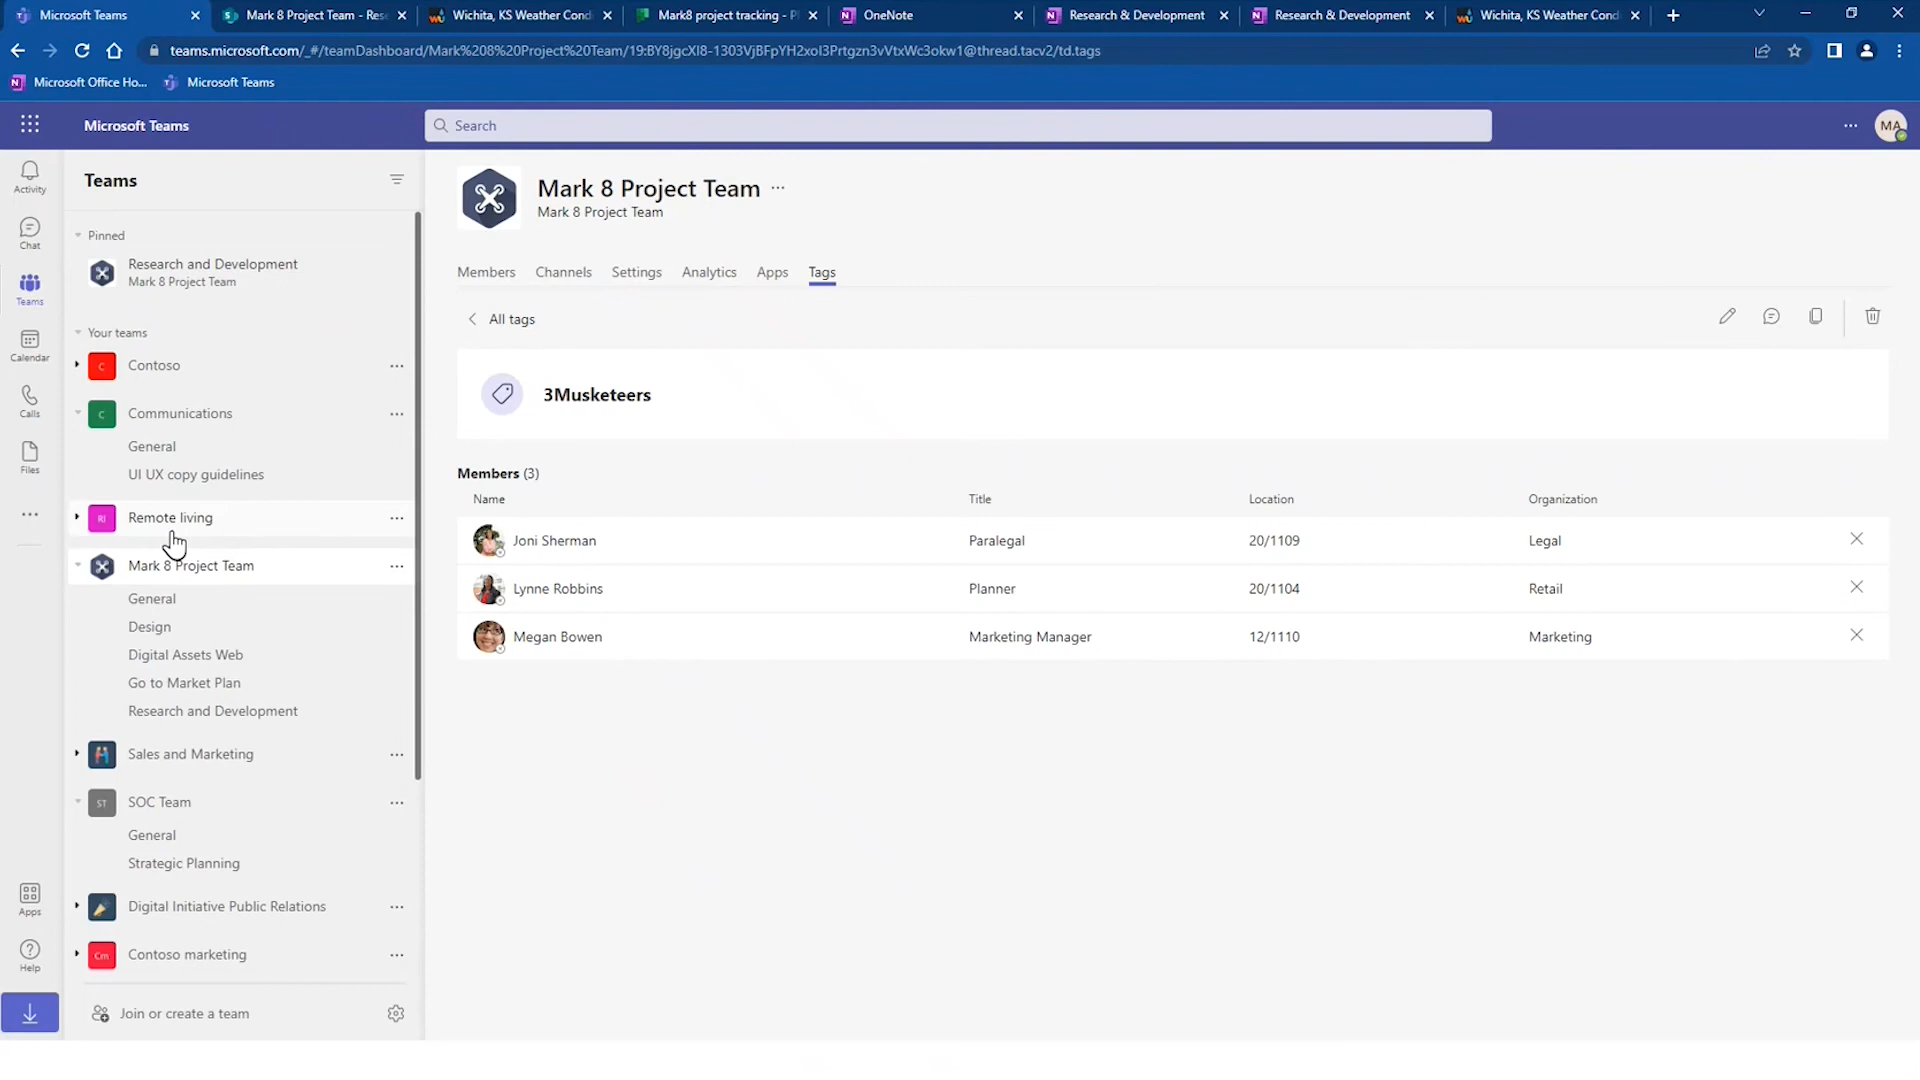 Microsoft Teams
Mark 8 Project Team - Res
Wichita, KS Weather Cond
Mark8 project tracking - P
OneNote
Research & Development
Research & Development
Wichita, KS Weather Cond
teams.microsoft.com/_#/teamDashboard/Mark%208%20Project%20Team/19:BY8jgcXI8-1303VjBFpYH2xoI3Prtgzn3vVtxWc3okw1@thread.tacv2/td.tags
Microsoft Office Ho...
Microsoft Teams
Microsoft Teams
Search
MA
Activity
Chat
Teams
Calendar
Calls
Files
Apps
Help
Teams
Pinned
Research and Development
Mark 8 Project Team
Your teams
C
Contoso
C
Communications
General
UI UX copy guidelines
Rl
Remote living
Mark 8 Project Team
General
Design
Digital Assets Web
Go to Market Plan
Research and Development
Sales and Marketing
ST
SOC Team
General
Strategic Planning
Digital Initiative Public Relations
Cm
Contoso marketing
Join or create a team
Mark 8 Project Team
Mark 8 Project Team
Members Channels Settings Analytics Apps Tags
All tags
3Musketeers
Members (3)
Name Title Location Organization
Joni Sherman Paralegal 20/1109 Legal
Lynne Robbins Planner 20/1104 Retail
Megan Bowen Marketing Manager 12/1110 Marketing